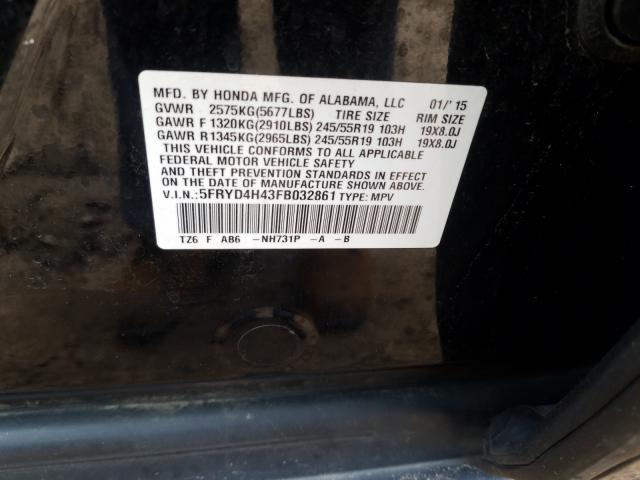 MFD. BY HONDA MFG. OF ALABAMA, LLC 01/'15
GVWR 2575KG(5677LBS) TIRE SIZE RIM SIZE
GAWR F 1320KG(2910LBS) 245/55R19 103H 19X8.0J
GAWR R1345KG(2965LBS) 245/55R19 103H 19X8.0J
THIS VEHICLE CONFORMS TO ALL APPLICABLE
FEDERAL MOTOR VEHICLE SAFETY
AND THEFT PREVENTION STANDARDS IN EFFECT
ON THE DATE OF MANUFACTURE SHOWN ABOVE.
V.I.N.:5FRYD4H43FB032861 TYPE: MPV
TZ6 F AB6 -NH731P -A -B